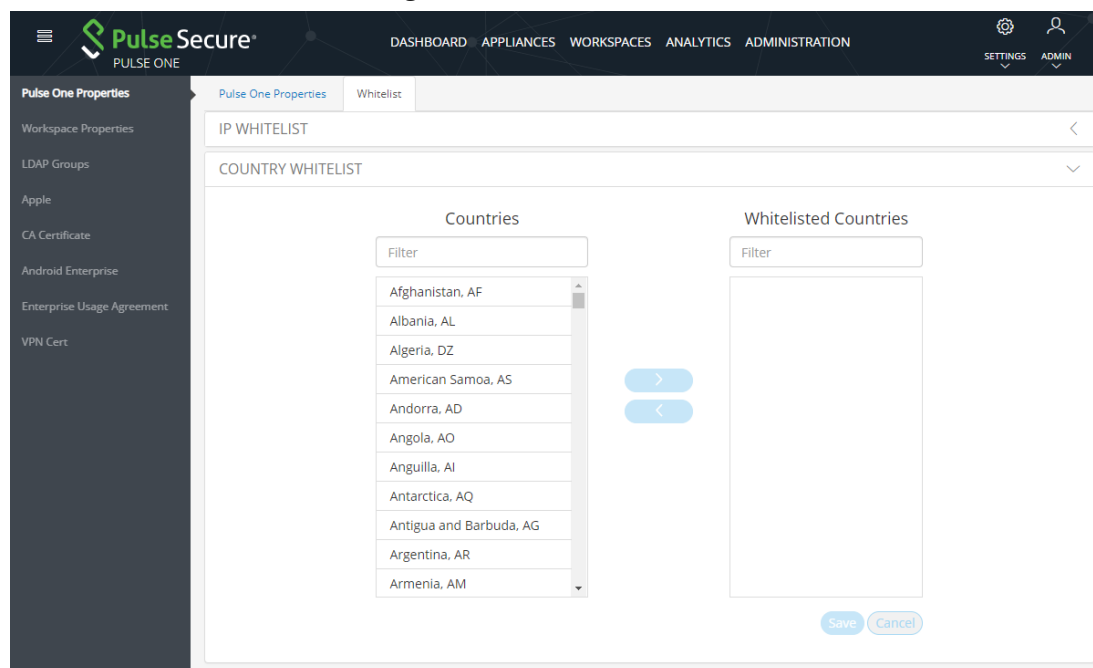 Pulse Secure®
PULSE ONE
DASHBOARD APPLIANCES WORKSPACES ANALYTICS ADMINISTRATION
SETTINGS
ADMIN
Pulse One Properties
Workspace Properties
LDAP Groups
Apple
CA Certificate
Android Enterprise
Enterprise Usage Agreement
VPN Cert
Pulse One Properties Whitelist
IP WHITELIST
COUNTRY WHITELIST
Countries
Filter
Afghanistan, AF
Albania, AL
Algeria, DZ
American Samoa, AS
Andorra, AD
Angola, AO
Anguilla, AI
Antarctica, AQ
Antigua and Barbuda, AG
Argentina, AR
Armenia, AM
Whitelisted Countries
Filter
Save Cancel